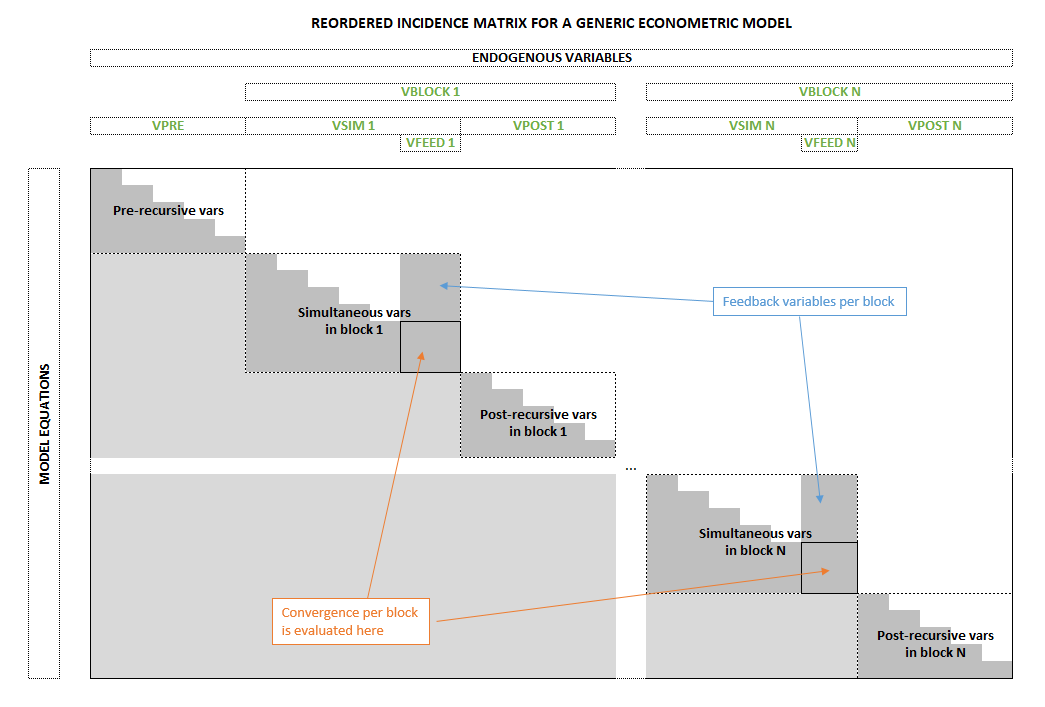 REORDERED INCIDENCE MATRIX FOR A GENERIC ECONOMETRIC MODEL
ENDOGENOUS VARIABLES
VBLOCK 1
VBLOCK N
VPRE
VSIM 1
VPOST 1
VSIM N
VPOST N
VFEED 1
VFEED N
MODEL EQUATIONS
Pre-recursive vars
Simultaneous vars
in block 1
Feedback variables per block
Post-recursive vars
in block 1
...
Simultaneous vars
in block N
Convergence per block
is evaluated here
Post-recursive vars
in block N